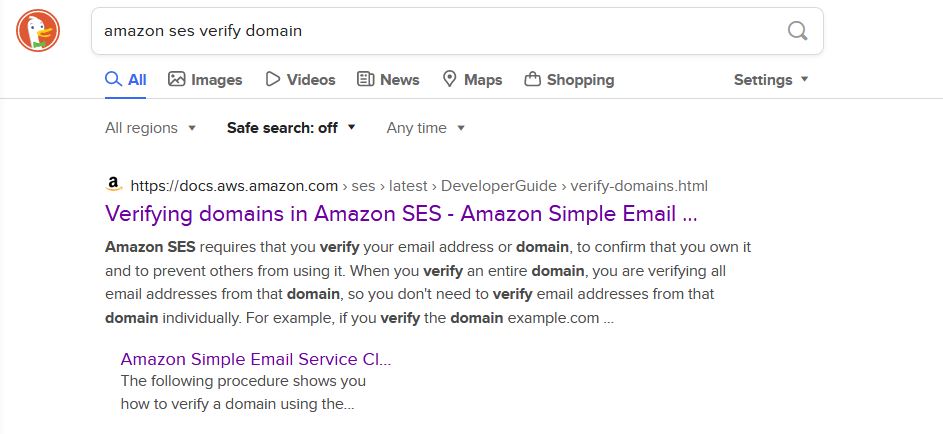 amazon ses verify domain
All Images Videos News Maps Shopping Settings
All regions Safe search: off Any time
a https://docs.aws.amazon.com › ses › latest › DeveloperGuide › verify-domains.html
Verifying domains in Amazon SES - Amazon Simple Email ...
Amazon SES requires that you verify your email address or domain, to confirm that you own it
and to prevent others from using it. When you verify an entire domain, you are verifying all
email addresses from that domain, so you don't need to verify email addresses from that
domain individually. For example, if you verify the domain example.com ...
Amazon Simple Email Service Cl...
The following procedure shows you
how to verify a domain using the...